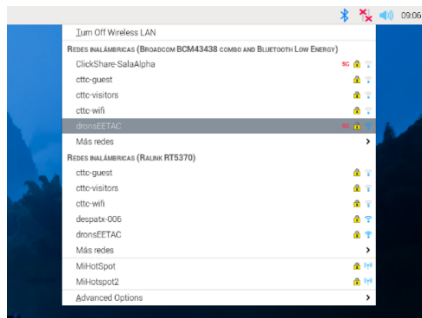 09:06
Turn Off Wireless LAN
Redes inalámbricas (Broadcom BCM43438 combo and Bluetooth Low Energy)
ClickShare-SalaAlpha 5G
cttc-guest
cttc-visitors
cttc-wifi
dronsEETAC 5G
Más redes
Redes inalámbricas (Ralink RT5370)
cttc-guest
cttc-visitors
cttc-wifi
despatx-006
dronsEETAC
Más redes
MiHotSpot
MiHotspot2
Advanced Options